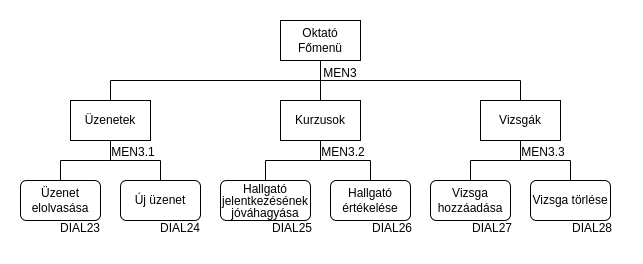 Oktató
Főmenü
MEN3
Üzenetek
Kurzusok
Vizsgák
MEN3.1
MEN3.2
MEN3.3
Üzenet
elolvasása
Új üzenet
Hallgató
jelentkezésének
jóváhagyása
Hallgató
értékelése
Vizsga
hozzáadása
Vizsga törlése
DIAL23
DIAL24
DIAL25
DIAL26
DIAL27
DIAL28